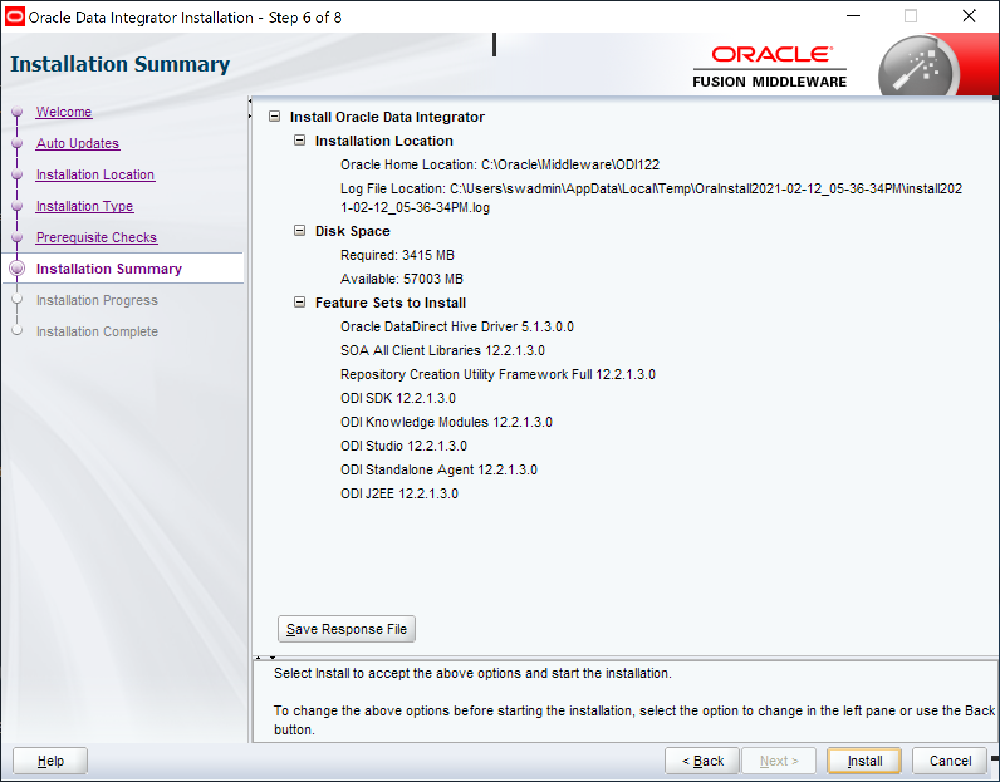 Oracle Data Integrator Installation - Step 6 of 8
Installation Summary
ORACLE
FUSION MIDDLEWARE
Welcome
Auto Updates
Installation Location
Installation Type
Prerequisite Checks
Installation Summary
Installation Progress
Installation Complete
Install Oracle Data Integrator
Installation Location
Oracle Home Location: C:\Oracle\Middleware\ODI122
Log File Location: C:\Users\swadmin\AppData\Local\Temp\OraInstall2021-02-12_05-36-34PM\install202
1-02-12_05-36-34PM.log
Disk Space
Required: 3415 MB
Available: 57003 MB
Feature Sets to Install
Oracle DataDirect Hive Driver 5.1.3.0.0
SOA All Client Libraries 12.2.1.3.0
Repository Creation Utility Framework Full 12.2.1.3.0
ODI SDK 12.2.1.3.0
ODI Knowledge Modules 12.2.1.3.0
ODI Studio 12.2.1.3.0
ODI Standalone Agent 12.2.1.3.0
ODI J2EE 12.2.1.3.0
Save Response File
Select Install to accept the above options and start the installation.
To change the above options before starting the installation, select the option to change in the left pane or use the Back
button.
Help
< Back
Next >
Install
Cancel